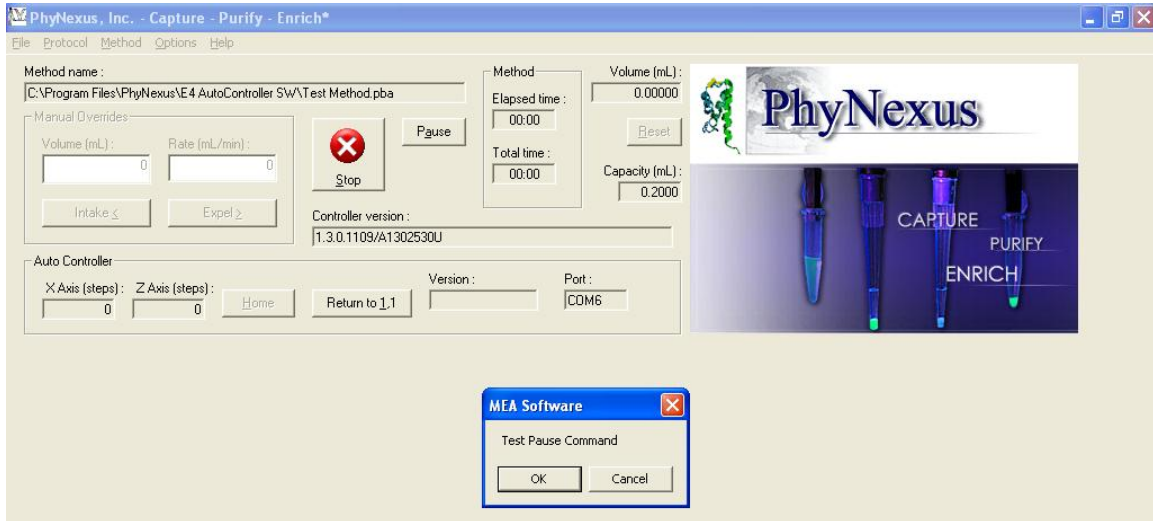 PhyNexus, Inc. - Capture - Purify - Enrich*
File Protocol Method Options Help
Method name :
C:\Program Files\PhyNexus\E4 AutoController SW\Test Method.pba
Manual Overrides
Volume (mL) : Rate (mL/min) :
0 0
Intake < Expel >
Stop
Pause
Controller version :
1.3.0.1109/A1302530U
Method
Elapsed time :
00:00
Total time :
00:00
Volume (mL) :
0.00000
Reset
Capacity (mL) :
0.2000
Auto Controller
X Axis (steps) : Z Axis (steps) :
0 0
Home
Return to 1,1
Version :
Port :
COM6
PhyNexus
CAPTURE
PURIFY
ENRICH
MEA Software
Test Pause Command
OK Cancel